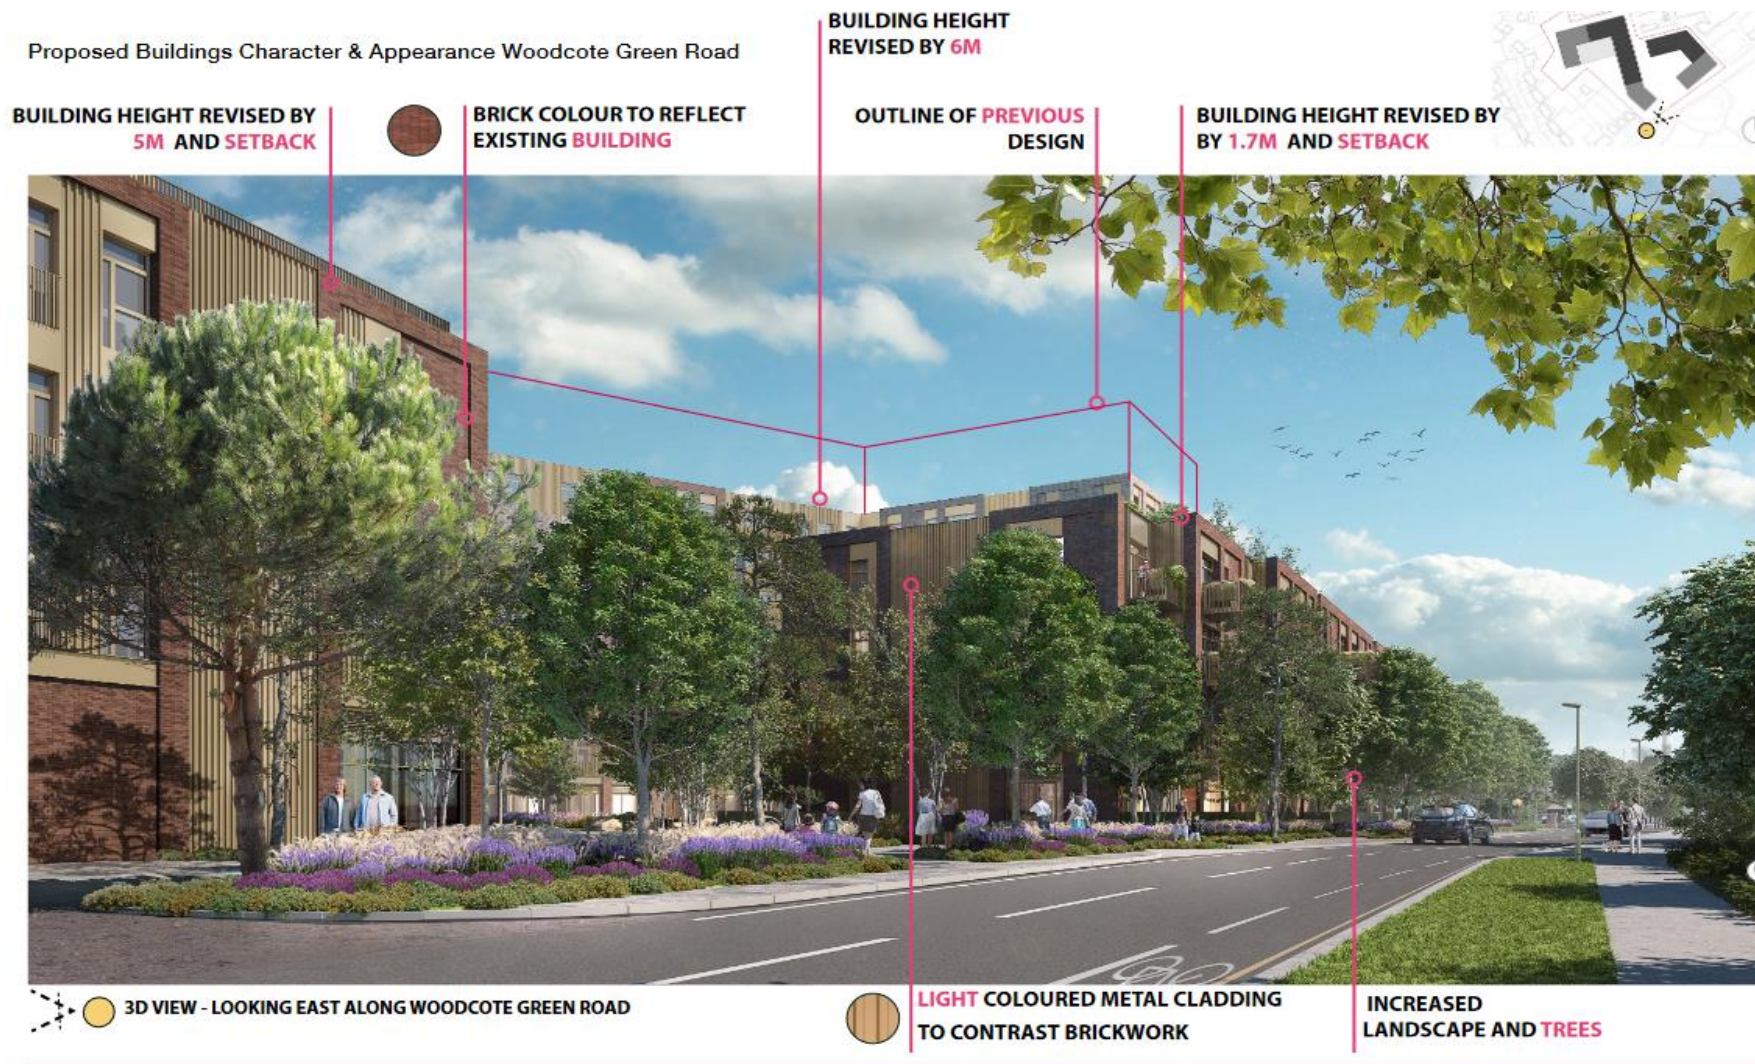 Proposed Buildings Character & Appearance Woodcote Green Road
BUILDING HEIGHT
REVISED BY 6M
BUILDING HEIGHT REVISED BY
5M AND SETBACK
BRICK COLOUR TO REFLECT
EXISTING BUILDING
OUTLINE OF PREVIOUS
DESIGN
BUILDING HEIGHT REVISED BY
BY 1.7M AND SETBACK
3D VIEW - LOOKING EAST ALONG WOODCOTE GREEN ROAD
LIGHT COLOURED METAL CLADDING
TO CONTRAST BRICKWORK
INCREASED
LANDSCAPE AND TREES